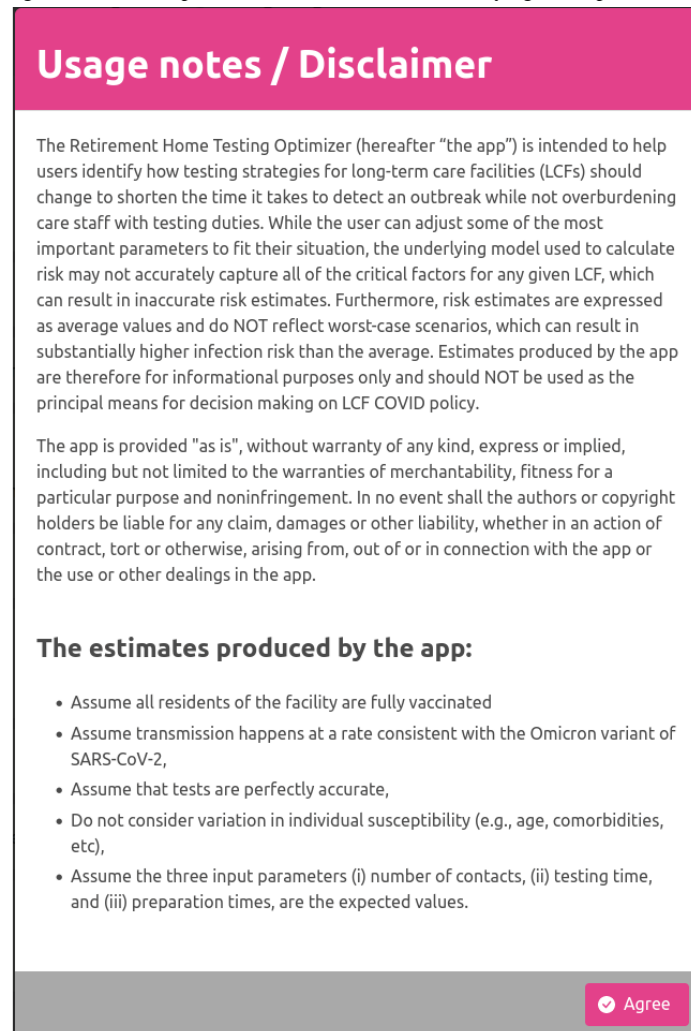 Usage notes / Disclaimer
The Retirement Home Testing Optimizer (hereafter “the app”) is intended to help
users identify how testing strategies for long-term care facilities (LCFs) should
change to shorten the time it takes to detect an outbreak while not overburdening
care staff with testing duties. While the user can adjust some of the most
important parameters to fit their situation, the underlying model used to calculate
risk may not accurately capture all of the critical factors for any given LCF, which
can result in inaccurate risk estimates. Furthermore, risk estimates are expressed
as average values and do NOT reflect worst-case scenarios, which can result in
substantially higher infection risk than the average. Estimates produced by the app
are therefore for informational purposes only and should NOT be used as the
principal means for decision making on LCF COVID policy.
The app is provided "as is", without warranty of any kind, express or implied,
including but not limited to the warranties of merchantability, fitness for a
particular purpose and noninfringement. In no event shall the authors or copyright
holders be liable for any claim, damages or other liability, whether in an action of
contract, tort or otherwise, arising from, out of or in connection with the app or
the use or other dealings in the app.
The estimates produced by the app:
• Assume all residents of the facility are fully vaccinated
• Assume transmission happens at a rate consistent with the Omicron variant of
SARS-CoV-2,
• Assume that tests are perfectly accurate,
• Do not consider variation in individual susceptibility (e.g., age, comorbidities,
etc),
• Assume the three input parameters (i) number of contacts, (ii) testing time,
and (iii) preparation times, are the expected values.
Agree